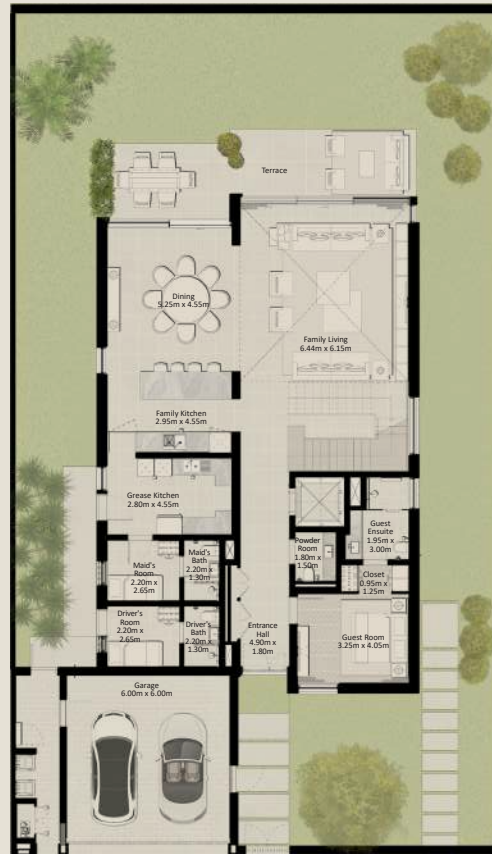 Terrace
Dining
5.25m x 4.55m
Family Living
6.44m x 6.15m
Family Kitchen
2.95m x 4.55m
Grease Kitchen
2.80m x 4.55m
Guest
Ensuite
1.95m x
3.00m
Powder
Room
1.80m x
1.50m
Maid's
Room
2.20m x
2.65m
Maid's
Bath
2.20m x
1.30m
Closet
0.95m x
1.25m
Driver's
Room
2.20m x
2.65m
Driver's
Bath
2.20m x
1.30m
Entrance
Hall
4.90m x
1.80m
Guest Room
3.25m x 4.05m
Garage
6.00m x 6.00m